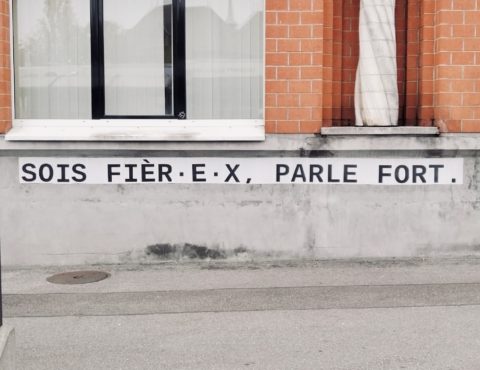 SOIS FIÈR·E·X, PARLE FORT.